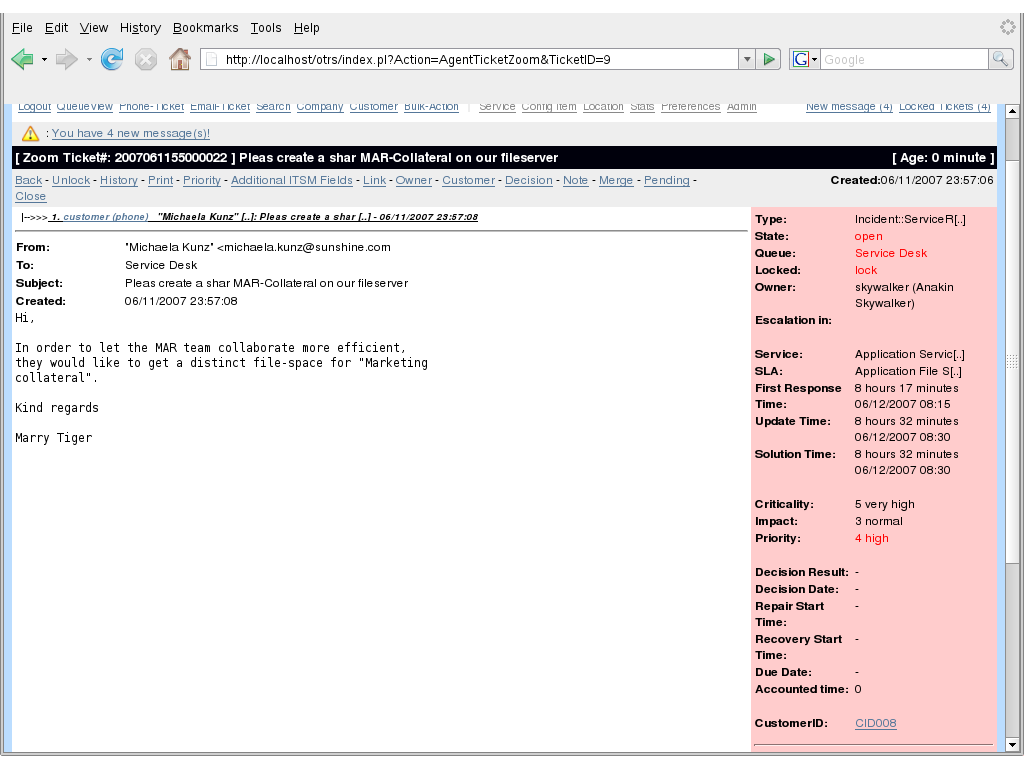 File Edit View History Bookmarks Tools Help
http://localhost/otrs/index.pl?Action=AgentTicketZoom&TicketID=9
G Google
Logout QueueView Phone-Ticket Email-Ticket Search Company Customer Bulk-Action Service Config Item Location Stats Preferences Admin New message (4) Locked Tickets (4)
: You have 4 new message(s)!
[ Zoom Ticket#: 2007061155000022 ] Pleas create a shar MAR-Collateral on our fileserver [ Age: 0 minute ]
Back - Unlock - History - Print - Priority - Additional ITSM Fields - Link - Owner - Customer - Decision - Note - Merge - Pending -
Close
Created:06/11/2007 23:57:06
|-->>> 1. customer (phone) "Michaela Kunz" [..]: Pleas create a shar [..] - 06/11/2007 23:57:08
From: "Michaela Kunz" <michaela.kunz@sunshine.com
To: Service Desk
Subject: Pleas create a shar MAR-Collateral on our fileserver
Created: 06/11/2007 23:57:08
Hi,
In order to let the MAR team collaborate more efficient,
they would like to get a distinct file-space for "Marketing
collateral".
Kind regards
Marry Tiger
Type: Incident::ServiceR[..]
State: open
Queue: Service Desk
Locked: lock
Owner: skywalker (Anakin
Skywalker)
Escalation in:
Service: Application Servic[..]
SLA: Application File S[..]
First Response 8 hours 17 minutes
Time: 06/12/2007 08:15
Update Time: 8 hours 32 minutes
06/12/2007 08:30
Solution Time: 8 hours 32 minutes
06/12/2007 08:30
Criticality: 5 very high
Impact: 3 normal
Priority: 4 high
Decision Result: -
Decision Date: -
Repair Start -
Time:
Recovery Start -
Time:
Due Date: -
Accounted time: 0
CustomerID: CID008